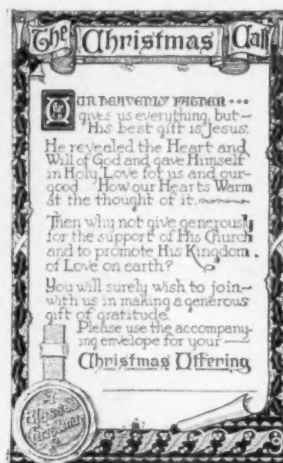 The Christmas Call
OUR HEAVENLY FATHER ...
gives us everything, but—
His best gift is Jesus.
He revealed the Heart and
Will of God and gave Himself
in Holy Love for us and our—
good How our Hearts Warm
at the thought of it.
Then why not give generously
for the support of His Church
and to promote His Kingdom
of Love on earth?
You will surely wish to join—
with us in making a generous
gift of gratitude.
Please use the accompany-
ing envelope for your—
Christmas Offering
A
Blessed
Christmas